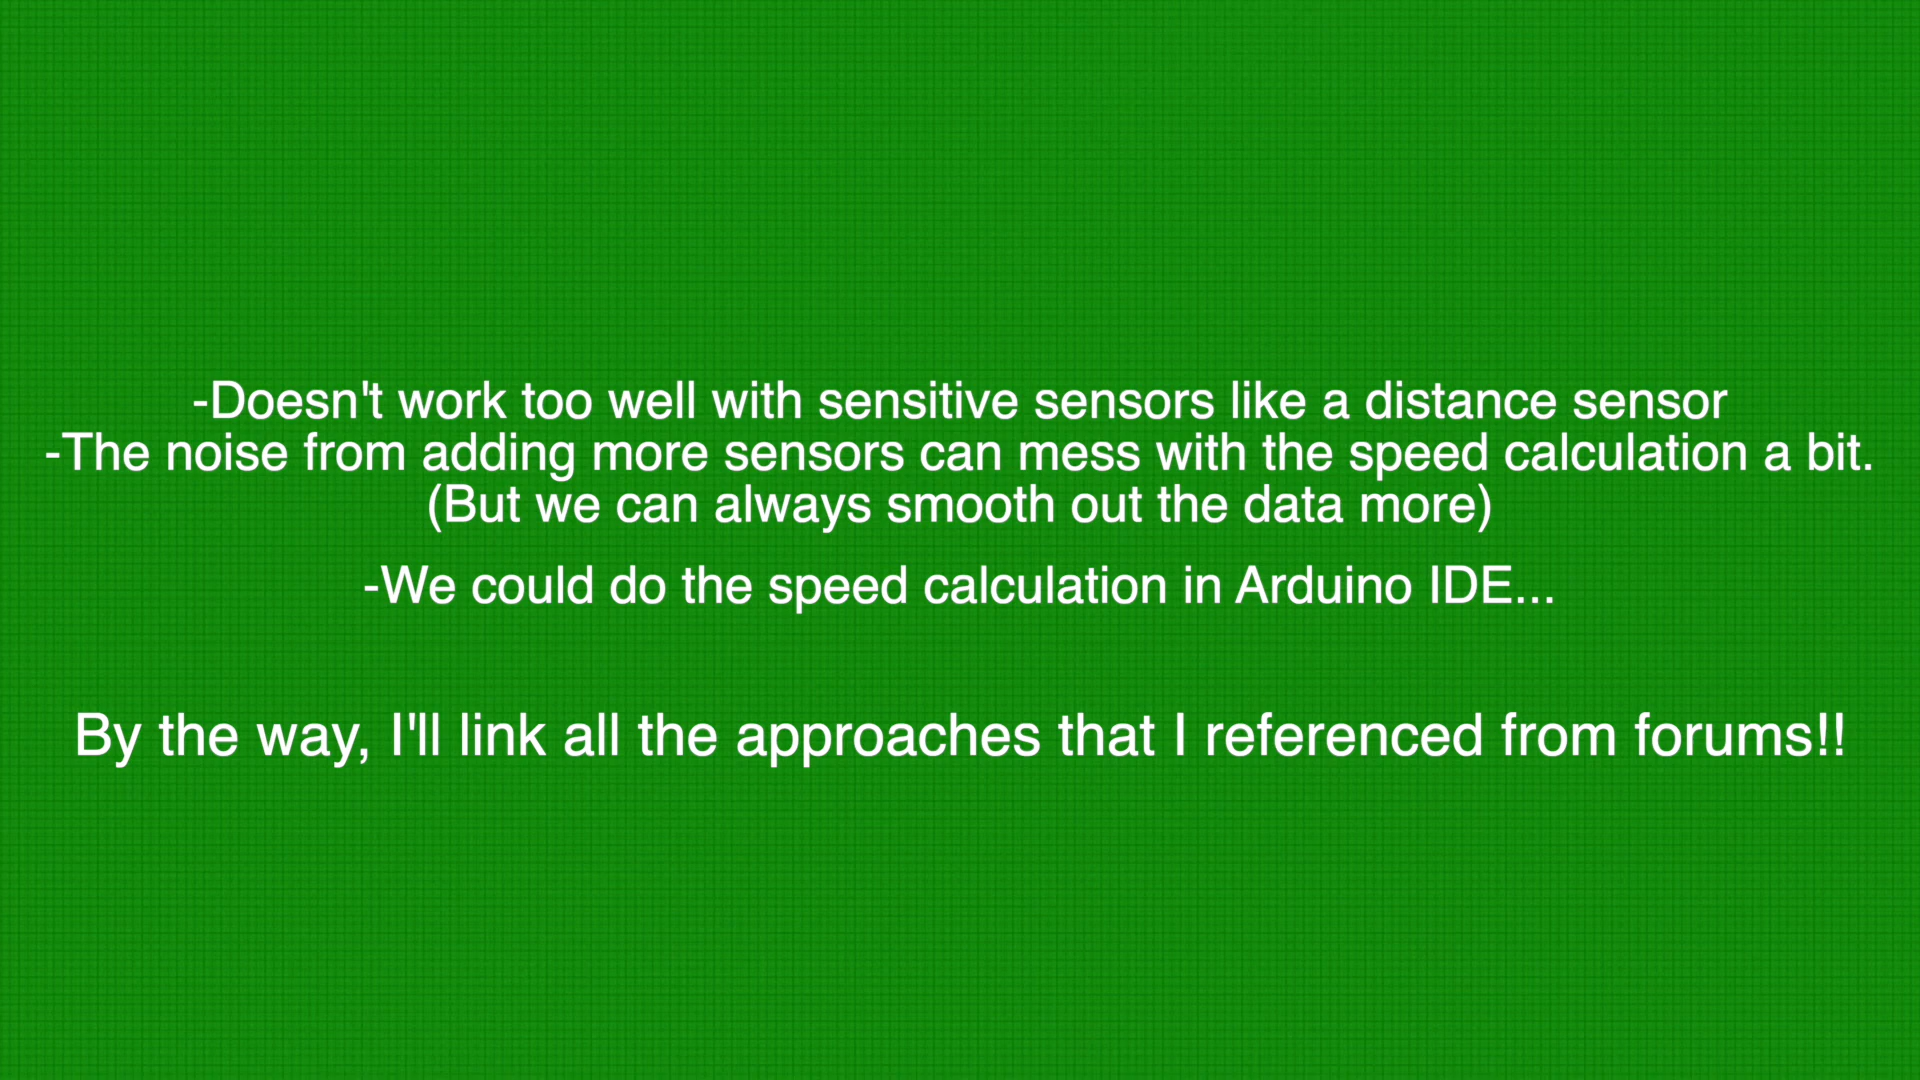 -Doesn't work too well with sensitive sensors like a distance sensor
-The noise from adding more sensors can mess with the speed calculation a bit.
(But we can always smooth out the data more)
-We could do the speed calculation in Arduino IDE...
By the way, I'll link all the approaches that I referenced from forums!!